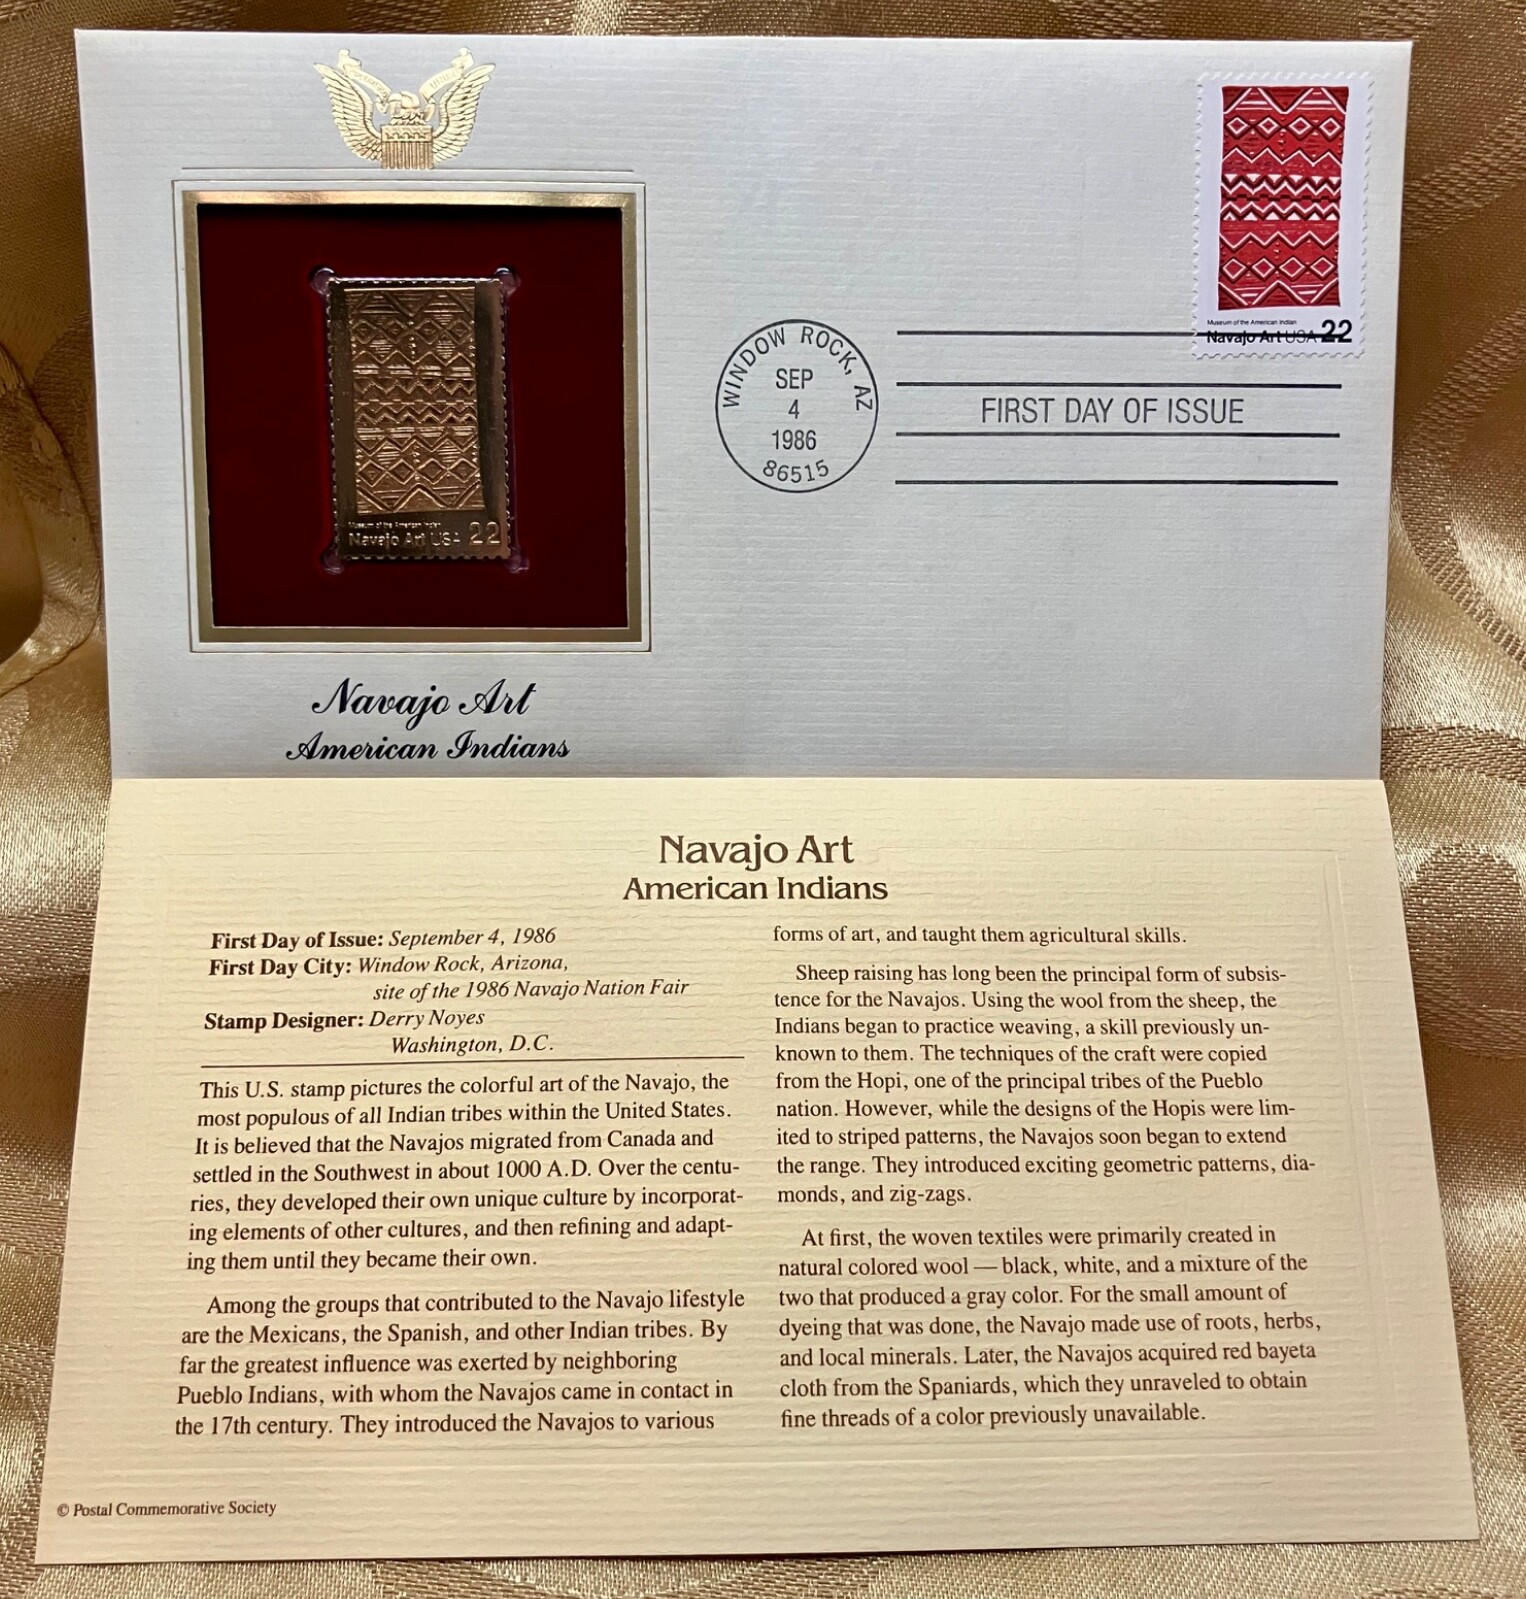 Museum of the American Indian
Navajo Art USA 22
WINDOW ROCK, AZ
SEP
4
1986
86515
FIRST DAY OF ISSUE
Museum of the American Indian
Navajo Art USA 22
Navajo Art
American Indians
Navajo Art
American Indians
First Day of Issue: September 4, 1986
First Day City: Window Rock, Arizona,
site of the 1986 Navajo Nation Fair
Stamp Designer: Derry Noyes
Washington, D.C.
This U.S. stamp pictures the colorful art of the Navajo, the
most populous of all Indian tribes within the United States.
It is believed that the Navajos migrated from Canada and
settled in the Southwest in about 1000 A.D. Over the centu-
ries, they developed their own unique culture by incorporat-
ing elements of other cultures, and then refining and adapt-
ing them until they became their own.
Among the groups that contributed to the Navajo lifestyle
are the Mexicans, the Spanish, and other Indian tribes. By
far the greatest influence was exerted by neighboring
Pueblo Indians, with whom the Navajos came in contact in
the 17th century. They introduced the Navajos to various
forms of art, and taught them agricultural skills.
Sheep raising has long been the principal form of subsis-
tence for the Navajos. Using the wool from the sheep, the
Indians began to practice weaving, a skill previously un-
known to them. The techniques of the craft were copied
from the Hopi, one of the principal tribes of the Pueblo
nation. However, while the designs of the Hopis were lim-
ited to striped patterns, the Navajos soon began to extend
the range. They introduced exciting geometric patterns, dia-
monds, and zig-zags.
At first, the woven textiles were primarily created in
natural colored wool — black, white, and a mixture of the
two that produced a gray color. For the small amount of
dyeing that was done, the Navajo made use of roots, herbs,
and local minerals. Later, the Navajos acquired red bayeta
cloth from the Spaniards, which they unraveled to obtain
fine threads of a color previously unavailable.
© Postal Commemorative Society